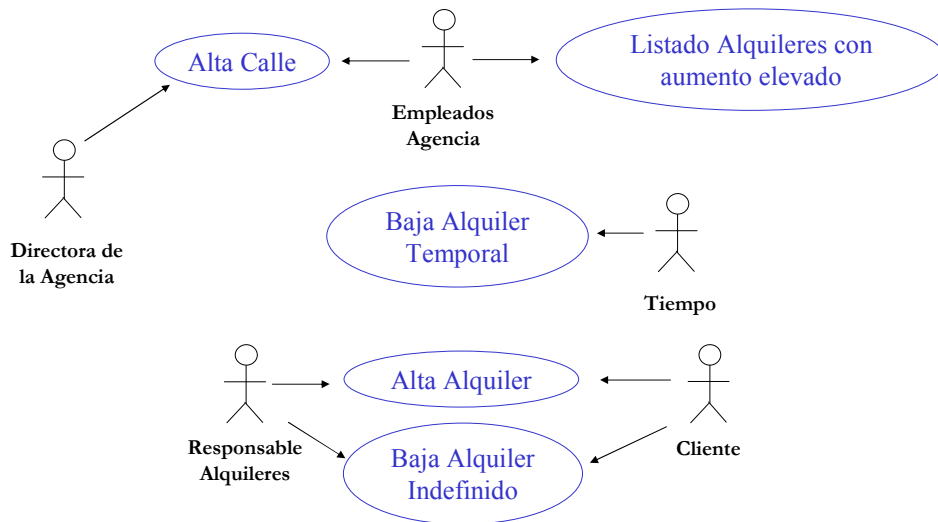 Alta Calle
Listado Alquileres con
aumento elevado
Empleados
Agencia
Directora de
la Agencia
Baja Alquiler
Temporal
Tiempo
Alta Alquiler
Responsable
Alquileres
Cliente
Baja Alquiler
Indefinido